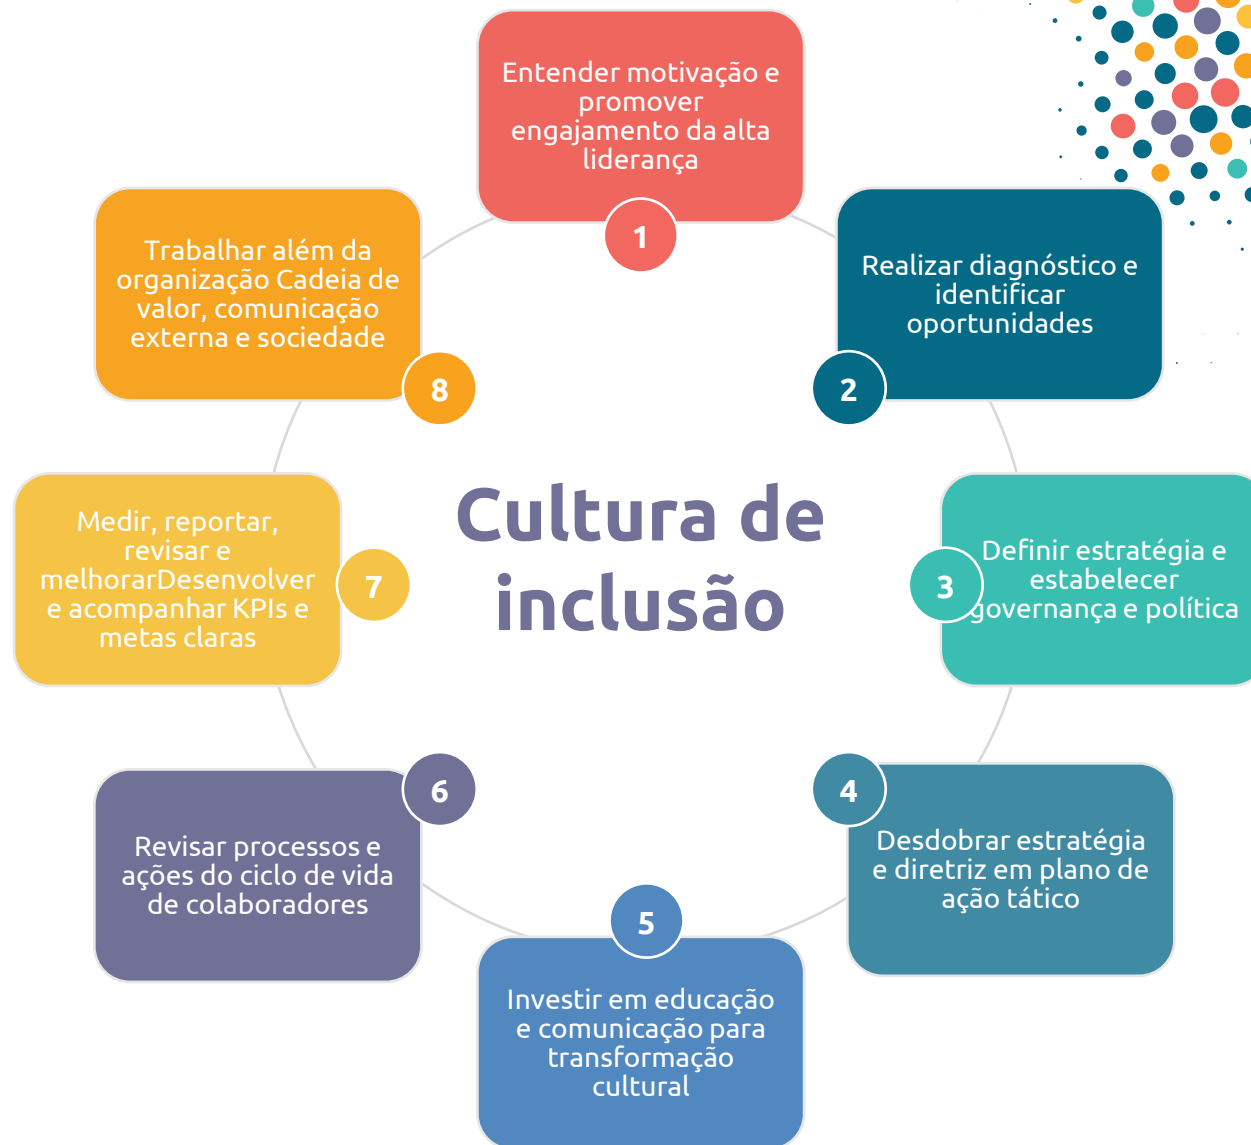 Entender motivação e
promover
engajamento da alta
liderança
1
Realizar diagnóstico e
identificar
oportunidades
2
Definir estratégia e
estabelecer
governança e política
3
Desdobrar estratégia
e diretriz em plano de
ação tático
4
Investir em educação
e comunicação para
transformação
cultural
5
Revisar processos e
ações do ciclo de vida
de colaboradores
6
Medir, reportar,
revisar e
melhorarDesenvolver
e acompanhar KPIs e
metas claras
7
Trabalhar além da
organização Cadeia de
valor, comunicação
externa e sociedade
8
Cultura de
inclusão